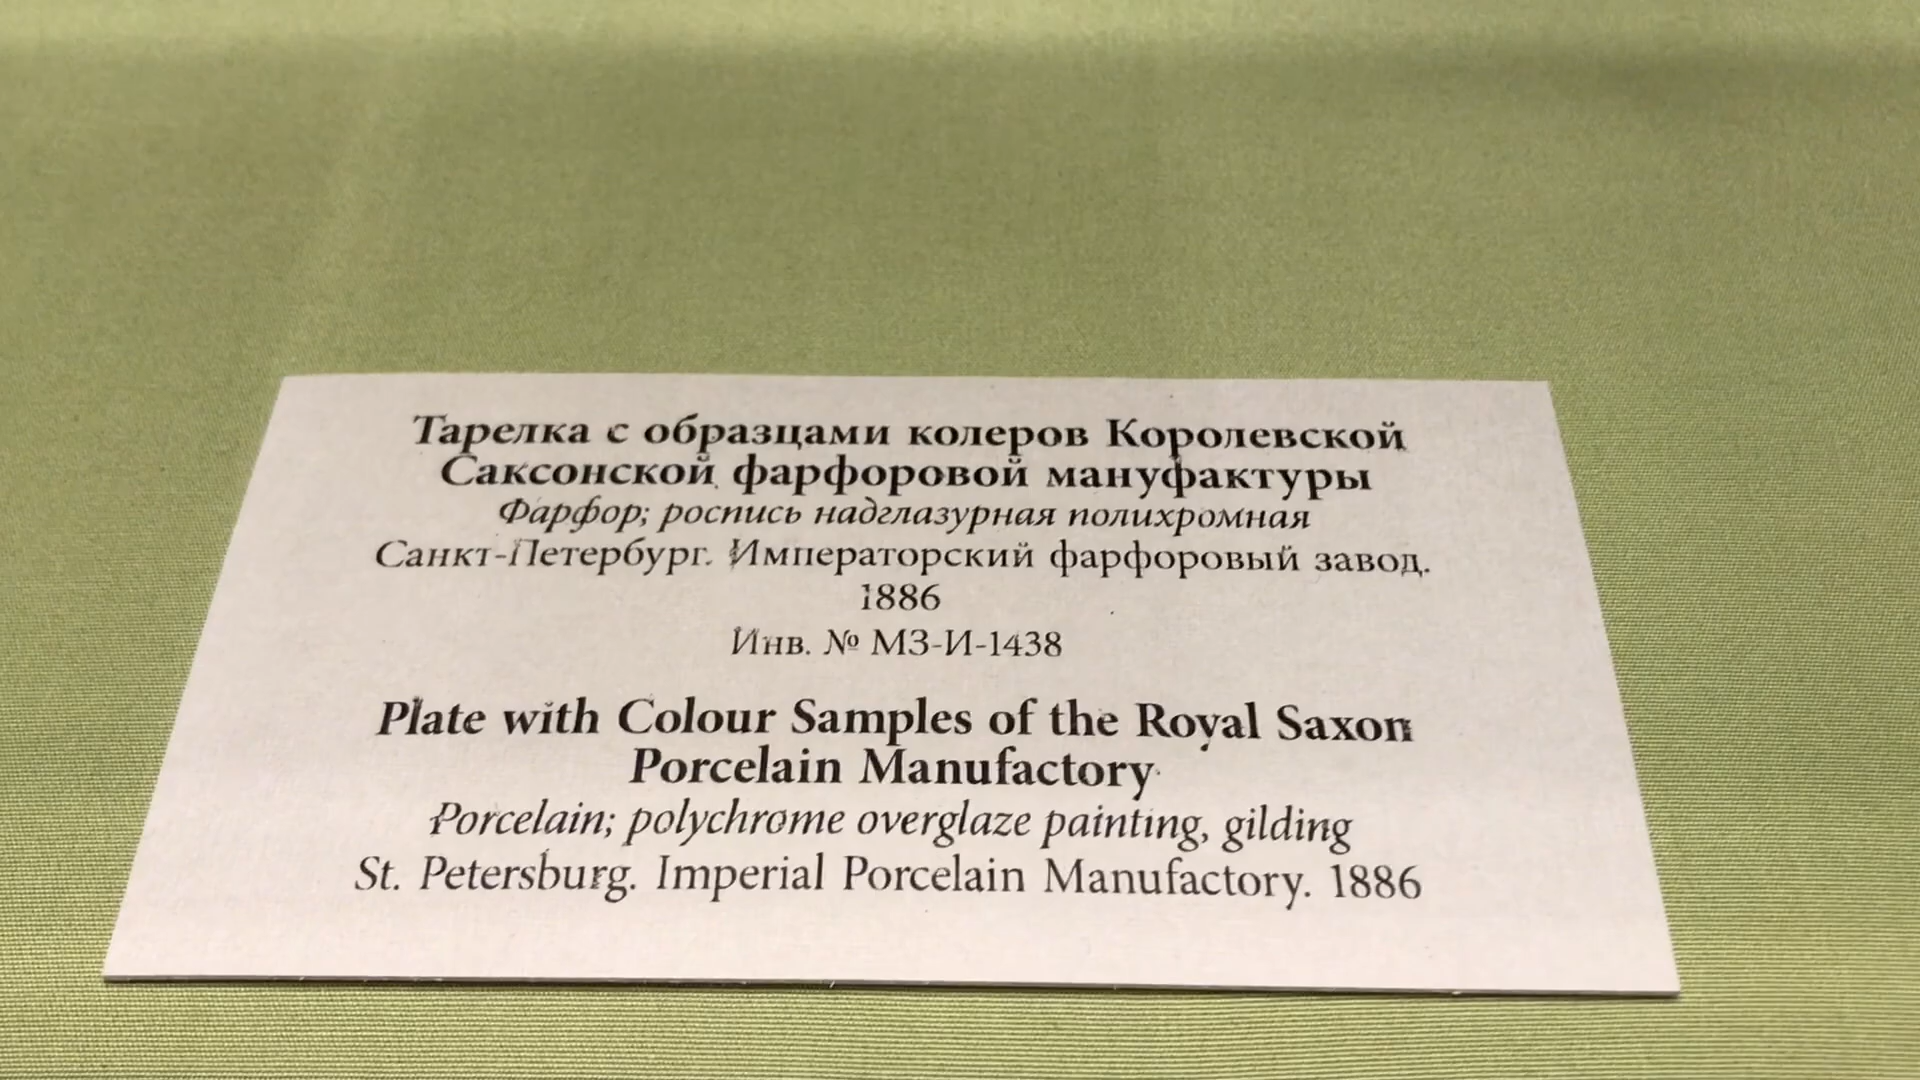 Тарелка с образцами колеров Королевской
Саксонской фарфоровой мануфактуры
Фарфор; роспись надглазурная полихромная
Санкт-Петербург. Императорский фарфоровый завод.
1886
Инв. № МЗ-И-1438
Plate with Colour Samples of the Royal Saxon
Porcelain Manufactory
Porcelain; polychrome overglaze painting, gilding
St. Petersburg. Imperial Porcelain Manufactory. 1886